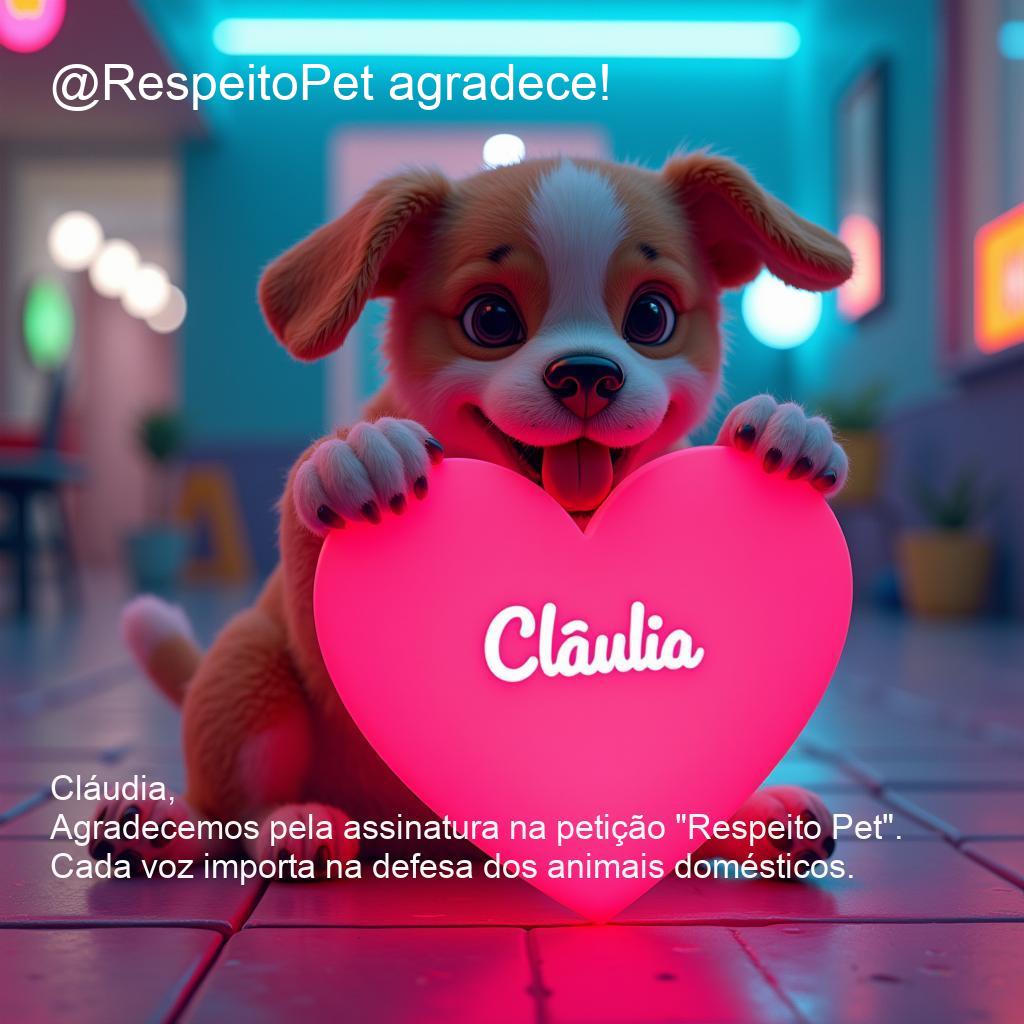 @RespeitoPet agradece!
Clâulia
Cláudia,
Agradecemos pela assinatura na petição "Respeito Pet".
Cada voz importa na defesa dos animais domésticos.